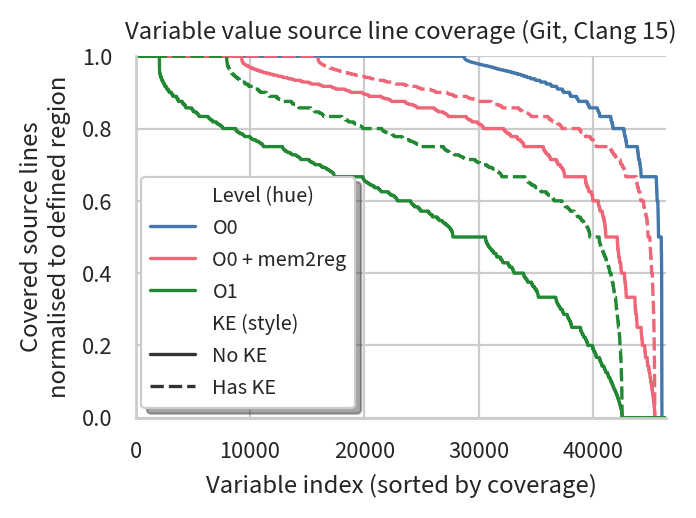 Variable value source line coverage (Git, Clang 15)
Covered source lines
normalised to defined region
1.0
0.8
0.6
0.4
0.2
0.0
Level (hue)
O0
O0 + mem2reg
O1
KE (style)
No KE
Has KE
0
10000
20000
30000
40000
Variable index (sorted by coverage)